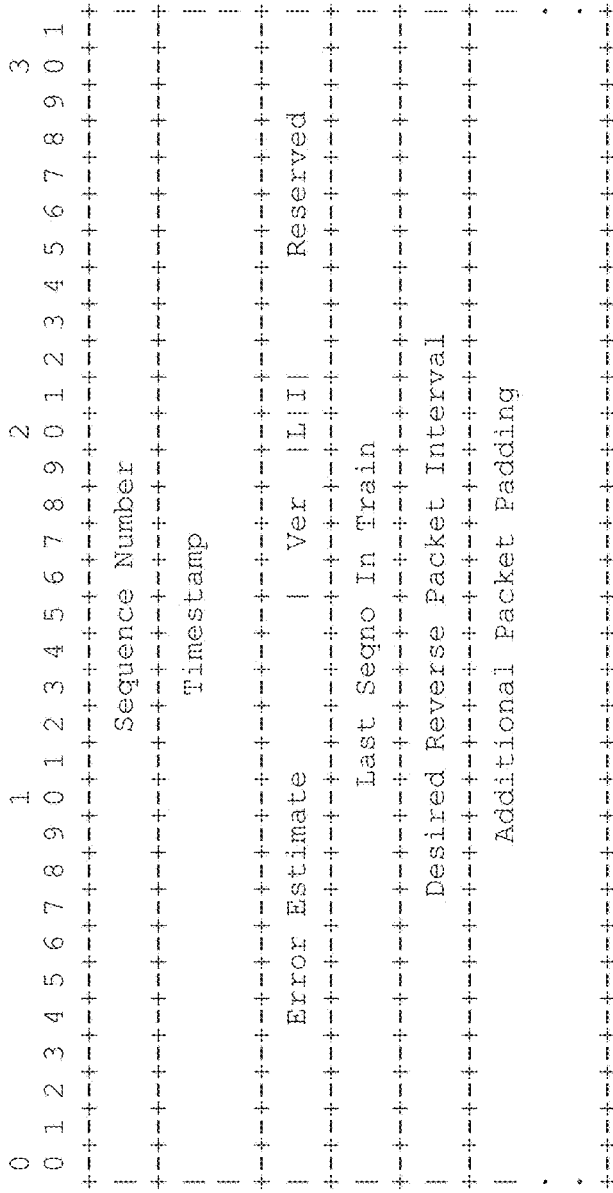 0                   1                   2                   3
 0 1 2 3 4 5 6 7 8 9 0 1 2 3 4 5 6 7 8 9 0 1 2 3 4 5 6 7 8 9 0 1
+-+-+-+-+-+-+-+-+-+-+-+-+-+-+-+-+-+-+-+-+-+-+-+-+-+-+-+-+-+-+-+-+
|                        Sequence Number                        |
+-+-+-+-+-+-+-+-+-+-+-+-+-+-+-+-+-+-+-+-+-+-+-+-+-+-+-+-+-+-+-+-+
|                                                               |
|                          Timestamp                            |
+-+-+-+-+-+-+-+-+-+-+-+-+-+-+-+-+-+-+-+-+-+-+-+-+-+-+-+-+-+-+-+-+
|        Error Estimate         |  Ver  |L|I|     Reserved      |
+-+-+-+-+-+-+-+-+-+-+-+-+-+-+-+-+-+-+-+-+-+-+-+-+-+-+-+-+-+-+-+-+
|                     Last Seqno In Train                       |
+-+-+-+-+-+-+-+-+-+-+-+-+-+-+-+-+-+-+-+-+-+-+-+-+-+-+-+-+-+-+-+-+
|               Desired Reverse Packet Interval                 |
+-+-+-+-+-+-+-+-+-+-+-+-+-+-+-+-+-+-+-+-+-+-+-+-+-+-+-+-+-+-+-+-+
|                  Additional Packet Padding                    |
.                                                               .
.                                                               .
+-+-+-+-+-+-+-+-+-+-+-+-+-+-+-+-+-+-+-+-+-+-+-+-+-+-+-+-+-+-+-+-+